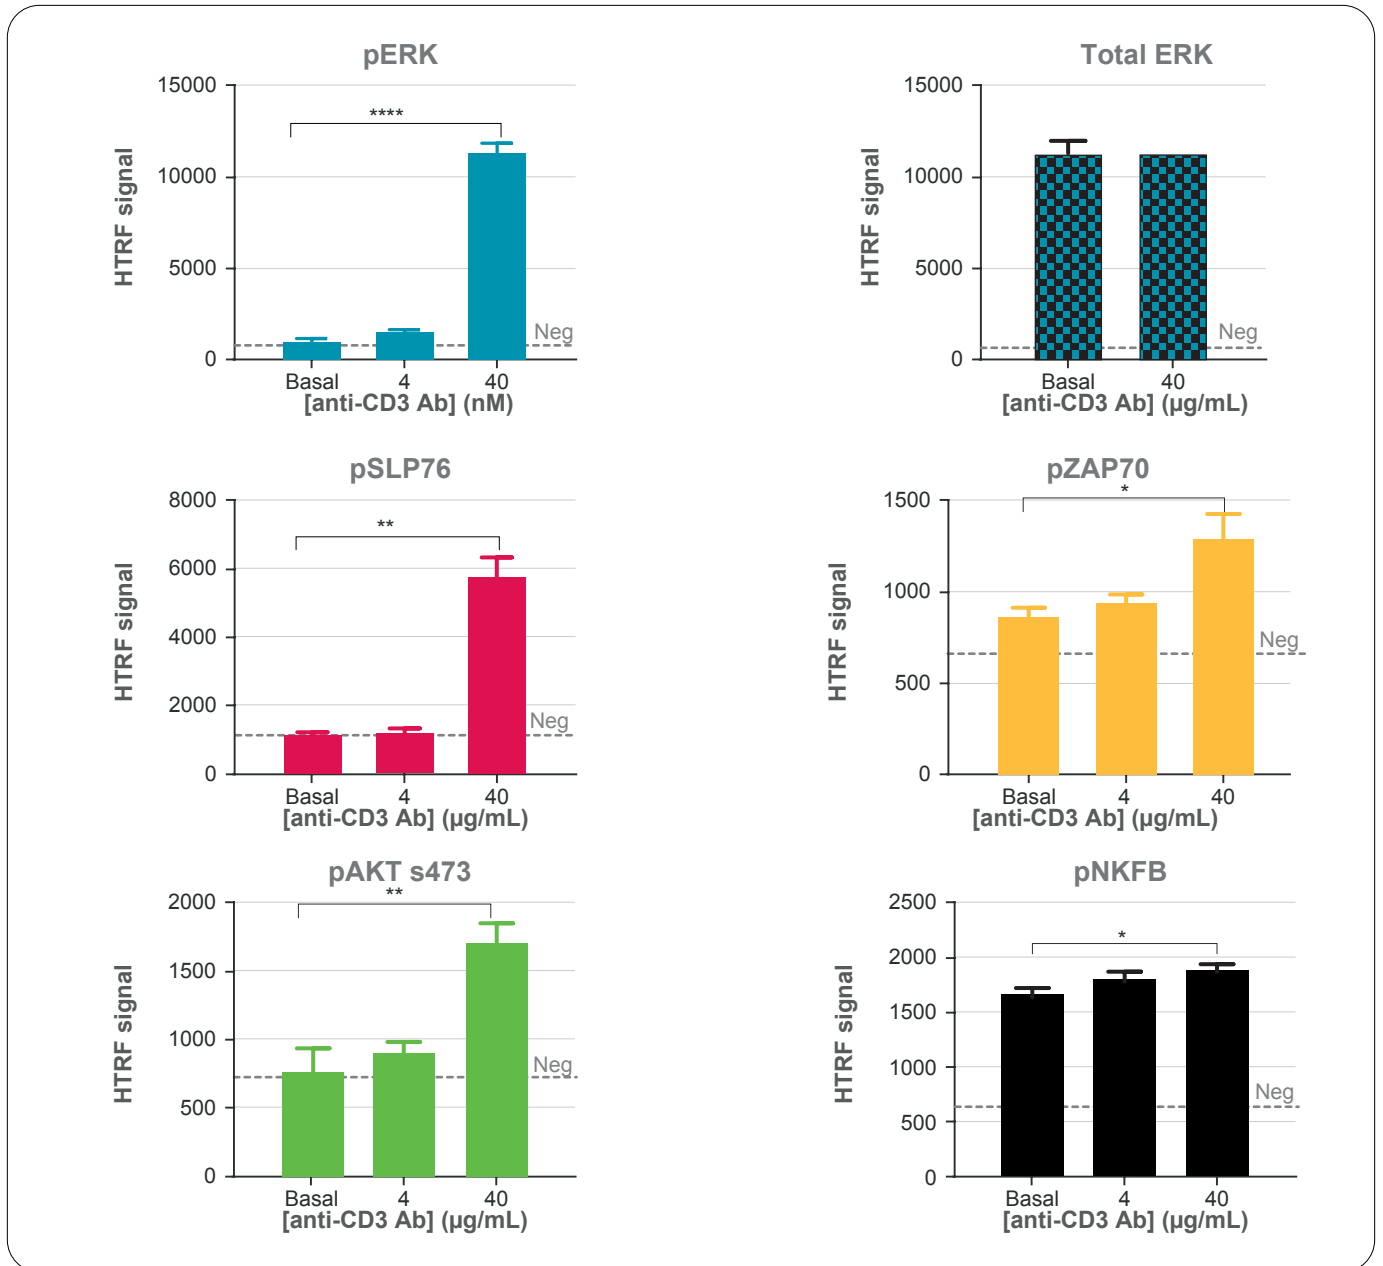 pERK
15000
10000
5000
0
HTRF signal
****
Neg
Basal 4 40
[anti-CD3 Ab] (nM)
Total ERK
15000
10000
5000
0
HTRF signal
Neg
Basal 40
[anti-CD3 Ab] (µg/mL)
pSLP76
8000
6000
4000
2000
0
HTRF signal
**
Neg
Basal 4 40
[anti-CD3 Ab] (µg/mL)
pZAP70
1500
1000
500
0
HTRF signal
*
Neg
Basal 4 40
[anti-CD3 Ab] (µg/mL)
pAKT s473
2000
1500
1000
500
0
HTRF signal
**
Neg
Basal 4 40
[anti-CD3 Ab] (µg/mL)
pNKFB
2500
2000
1500
1000
500
0
HTRF signal
*
Neg
Basal 4 40
[anti-CD3 Ab] (µg/mL)